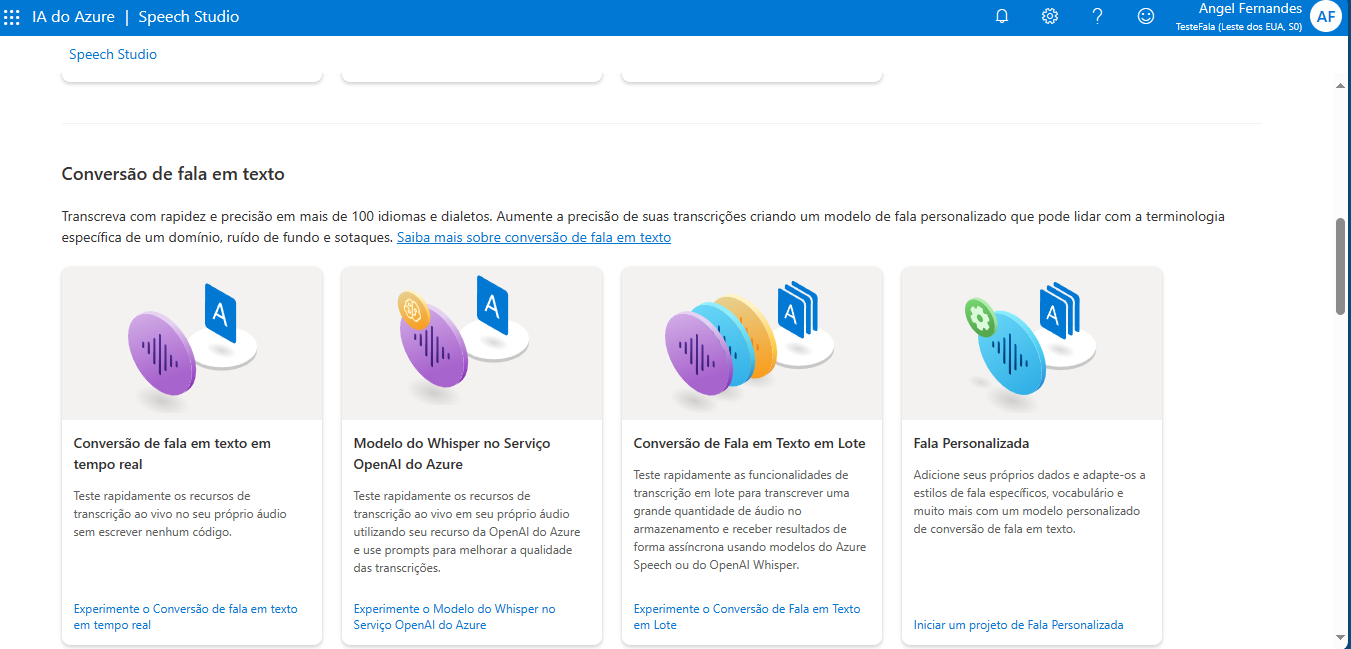 IA do Azure | Speech Studio
Angel Fernandes
TesteFala (Leste dos EUA, S0)
AF
Speech Studio
Conversão de fala em texto
Transcreva com rapidez e precisão em mais de 100 idiomas e dialetos. Aumente a precisão de suas transcrições criando um modelo de fala personalizado que pode lidar com a terminologia
específica de um domínio, ruído de fundo e sotaques. Saiba mais sobre conversão de fala em texto
A
Conversão de fala em texto em
tempo real
Teste rapidamente os recursos de
transcrição ao vivo no seu próprio áudio
sem escrever nenhum código.
Experimente o Conversão de fala em texto
em tempo real
A
Modelo do Whisper no Serviço
OpenAI do Azure
Teste rapidamente os recursos de
transcrição ao vivo em seu próprio áudio
utilizando seu recurso da OpenAI do Azure
e use prompts para melhorar a qualidade
das transcrições.
Experimente o Modelo do Whisper no
Serviço OpenAI do Azure
A
Conversão de Fala em Texto em Lote
Teste rapidamente as funcionalidades de
transcrição em lote para transcrever uma
grande quantidade de áudio no
armazenamento e receber resultados de
forma assíncrona usando modelos do Azure
Speech ou do OpenAI Whisper.
Experimente o Conversão de Fala em Texto
em Lote
A
Fala Personalizada
Adicione seus próprios dados e adapte-os a
estilos de fala específicos, vocabulário e
muito mais com um modelo personalizado
de conversão de fala em texto.
Iniciar um projeto de Fala Personalizada